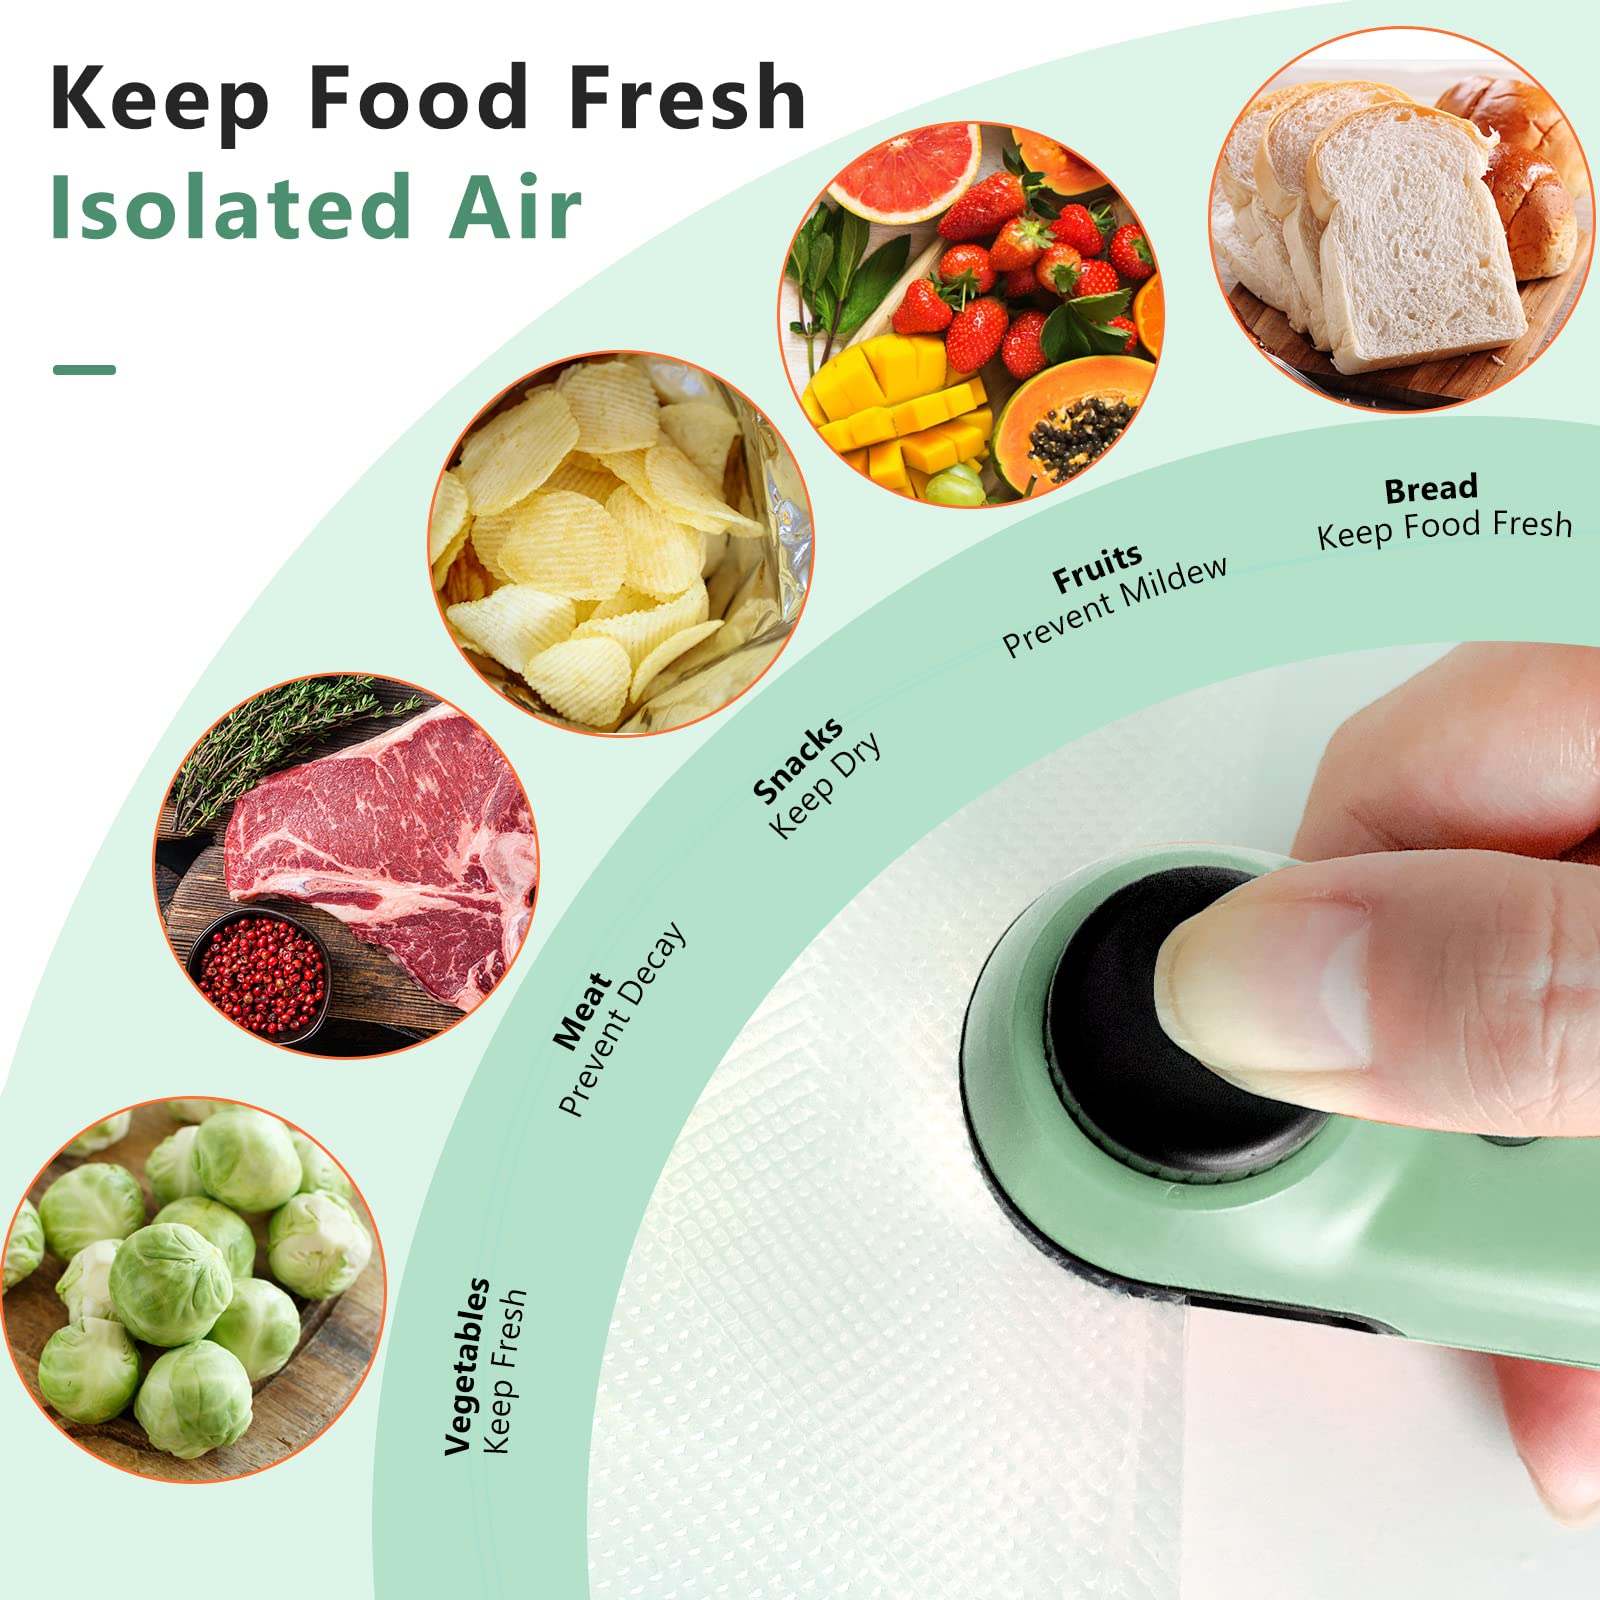 Keep Food Fresh
Isolated Air
Bread
Keep Food Fresh
Fruits
Prevent Mildew
Snacks
Keep Dry
Meat
Prevent Decay
Vegetables
Keep Fresh